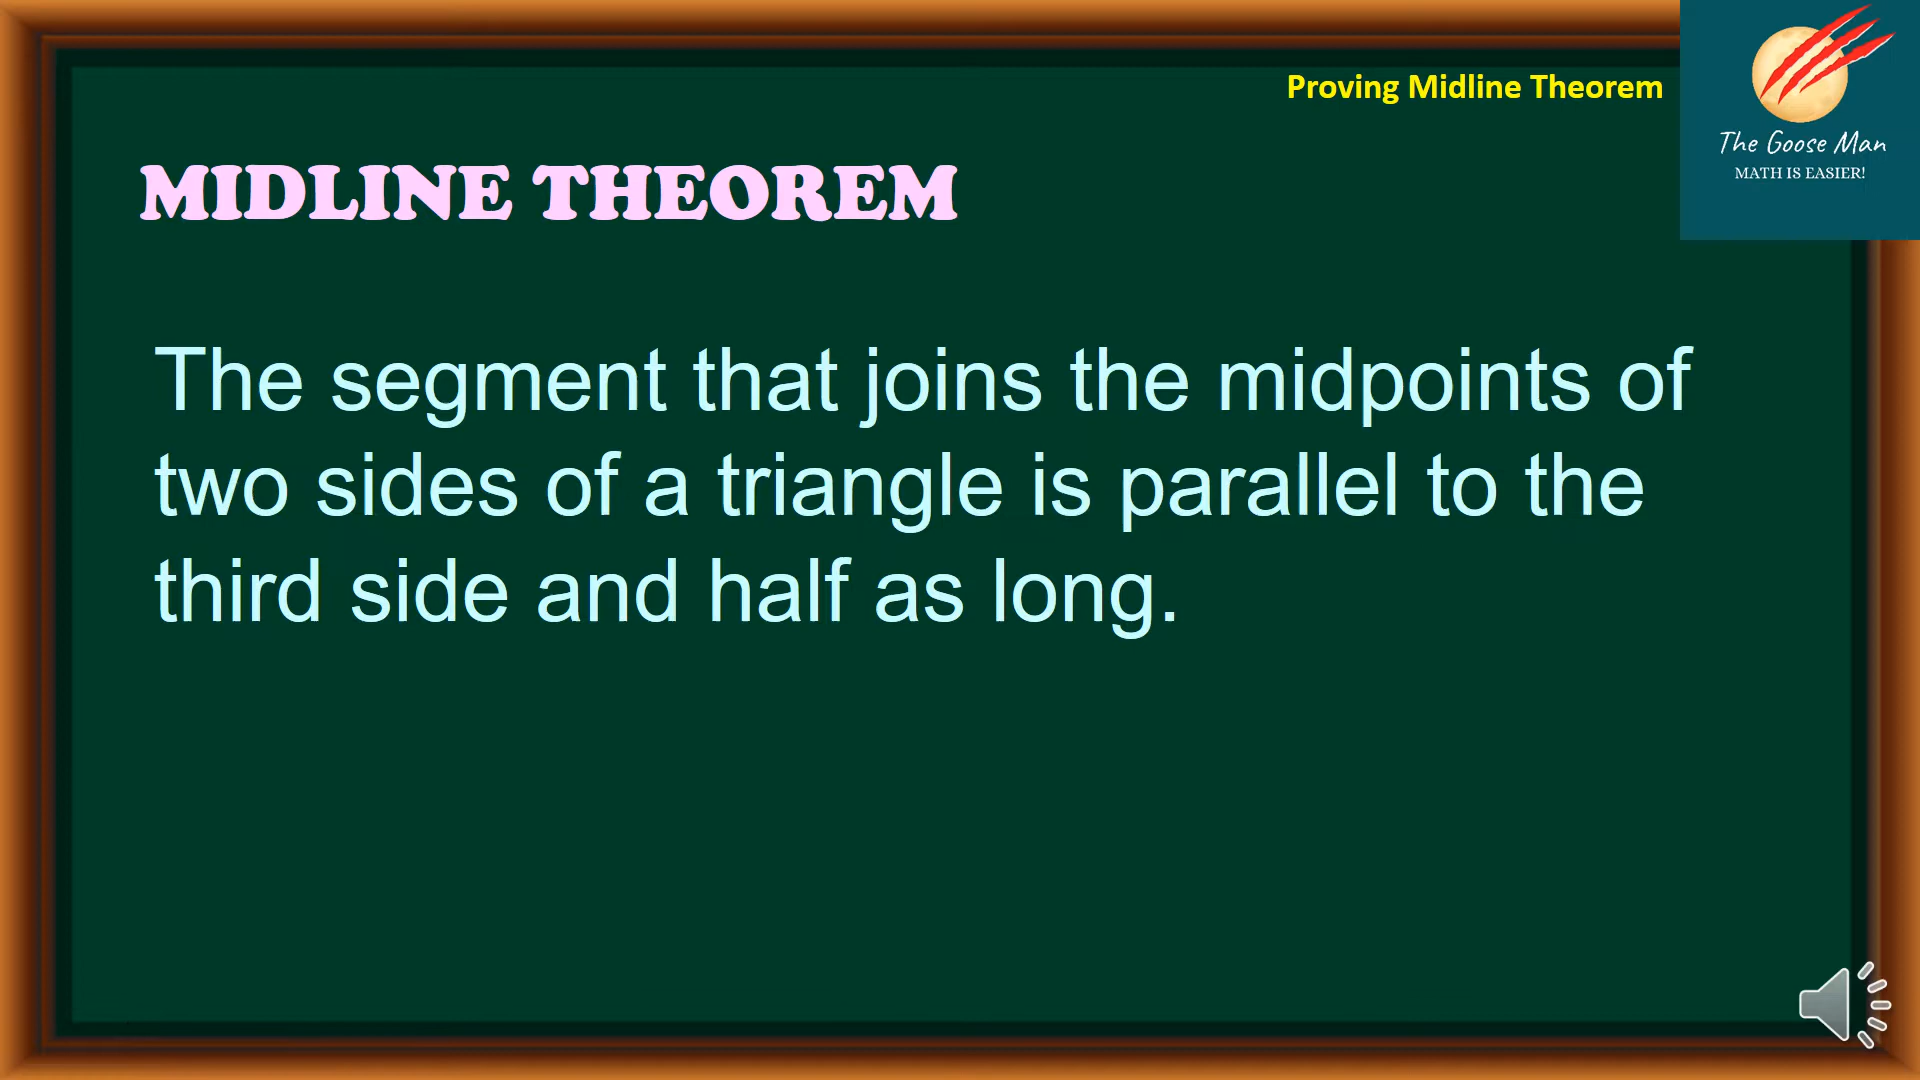 Proving Midline Theorem
The Goose Man
MATH IS EASIER!
MIDLINE THEOREM
The segment that joins the midpoints of
two sides of a triangle is parallel to the
third side and half as long.